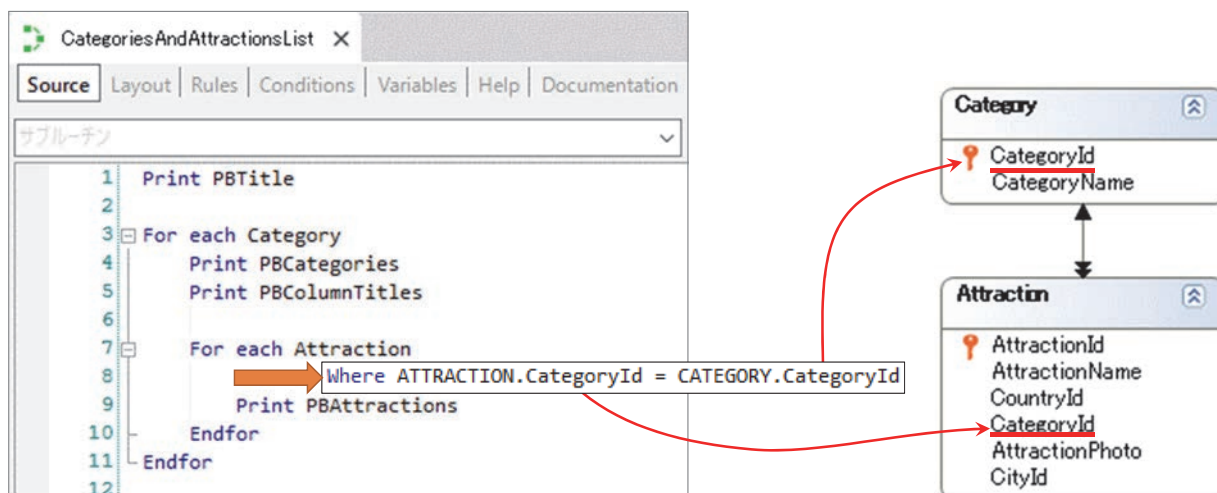 CategoriesAndAttractionsList
Source Layout Rules Conditions Variables Help Documentation
サブルーチン
1 Print PBTitle
2
3 For each Category
4 Print PBCategories
5 Print PBColumnTitles
6
7 For each Attraction
8 Where ATTRACTION.CategoryId = CATEGORY.CategoryId
9 Print PBAttractions
10 Endfor
11 Endfor
12
Category
CategoryId
CategoryName
Attraction
AttractionId
AttractionName
CountryId
CategoryId
AttractionPhoto
CityId